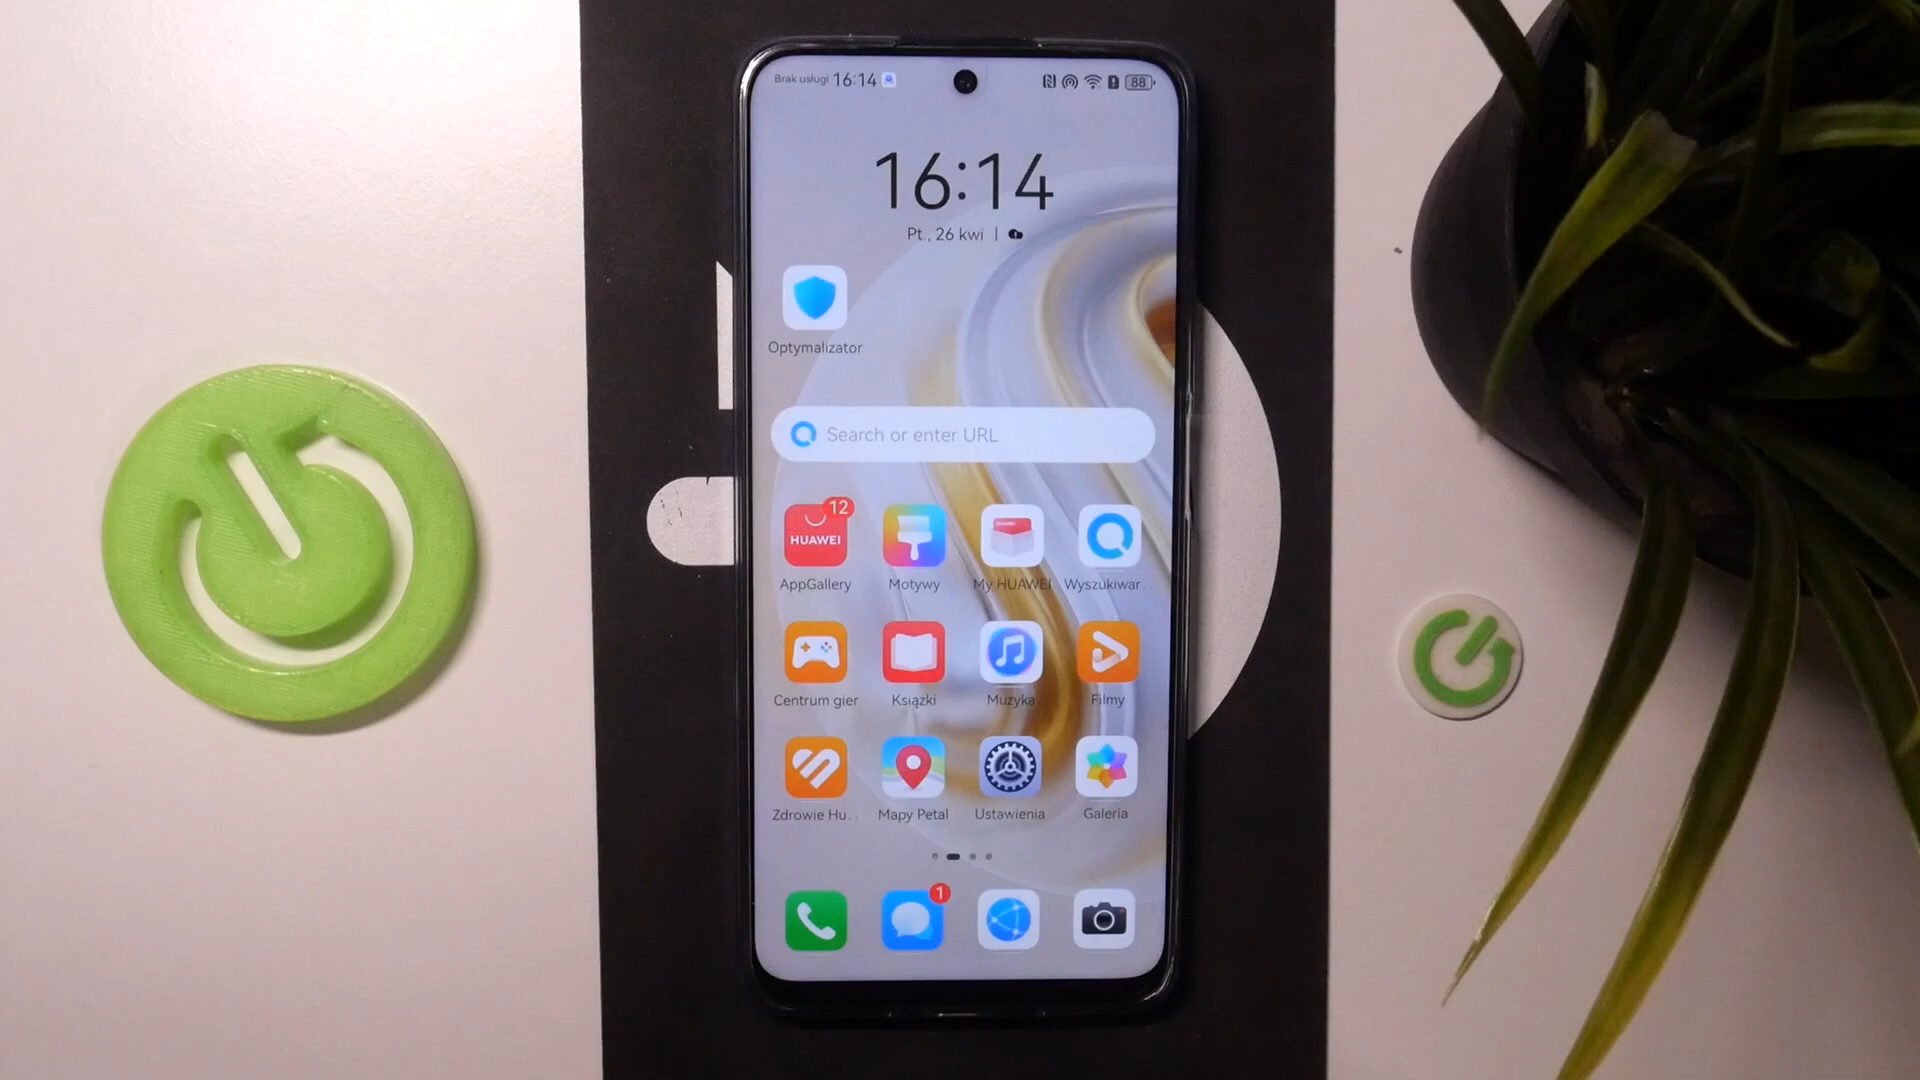 Brak usługi 16:14 88
16:14
Pt., 26 kwi |
Optymalizator
Search or enter URL
12
HUAWEI
HUAWEI
AppGallery Motywy My HUAWEI Wyszukiwar...
Centrum gier Książki Muzyka Filmy
Zdrowie Hu... Mapy Petal Ustawienia Galeria
1